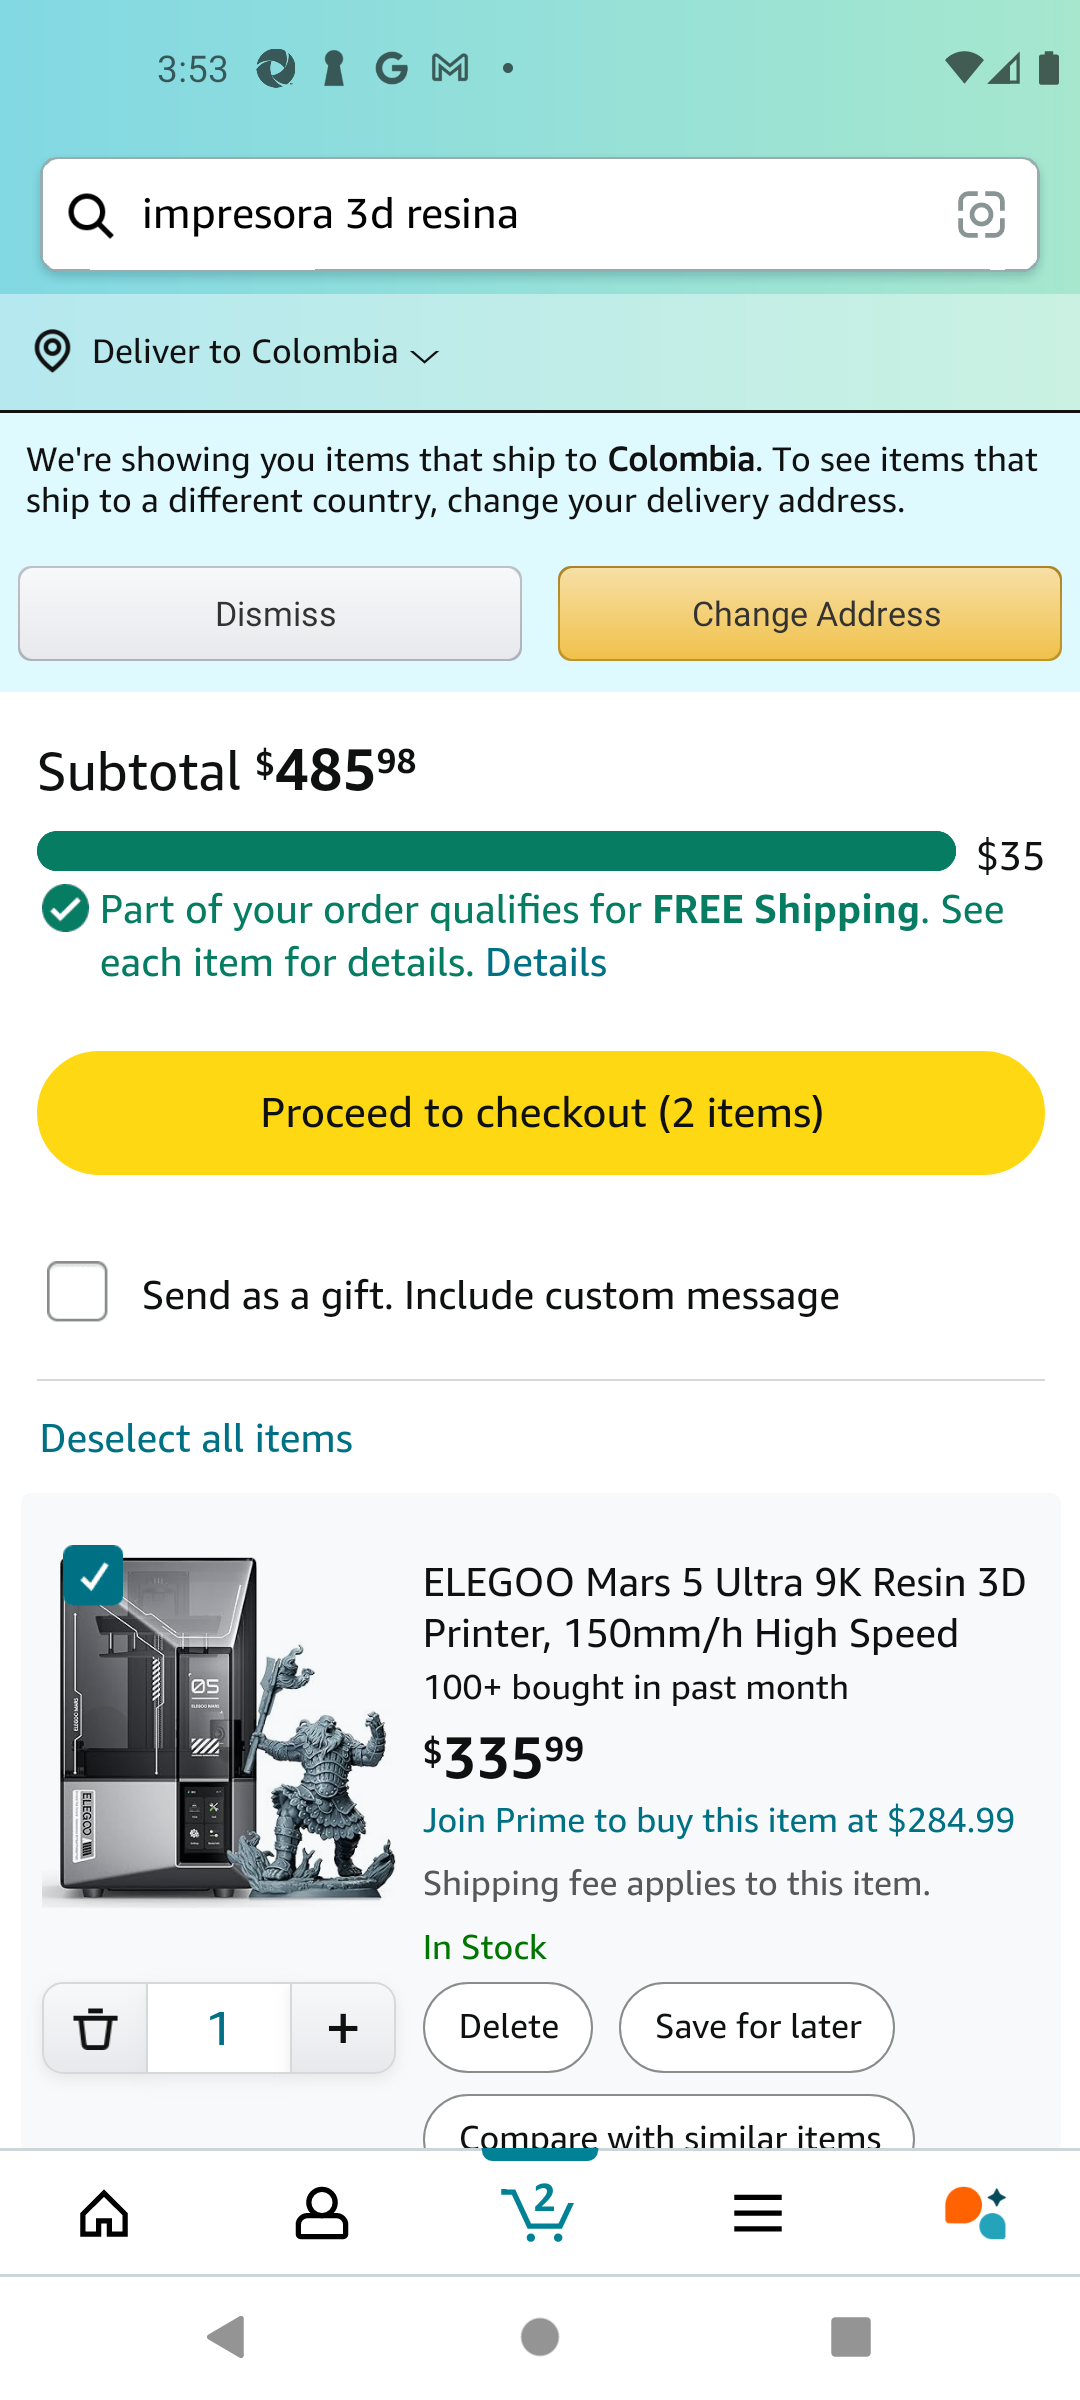 3:53
impresora 3d resina
Deliver to Colombia
We're showing you items that ship to Colombia. To see items that
ship to a different country, change your delivery address.
Dismiss
Change Address
Subtotal $485.98
$35
Part of your order qualifies for FREE Shipping. See
each item for details. Details
Proceed to checkout (2 items)
Send as a gift. Include custom message
Deselect all items
05
ELEGOO
ELEGOO Mars 5 Ultra 9K Resin 3D
Printer, 150mm/h High Speed
100+ bought in past month
$335.99
Join Prime to buy this item at $284.99
Shipping fee applies to this item.
In Stock
1
Delete
Save for later
Compare with similar items
2